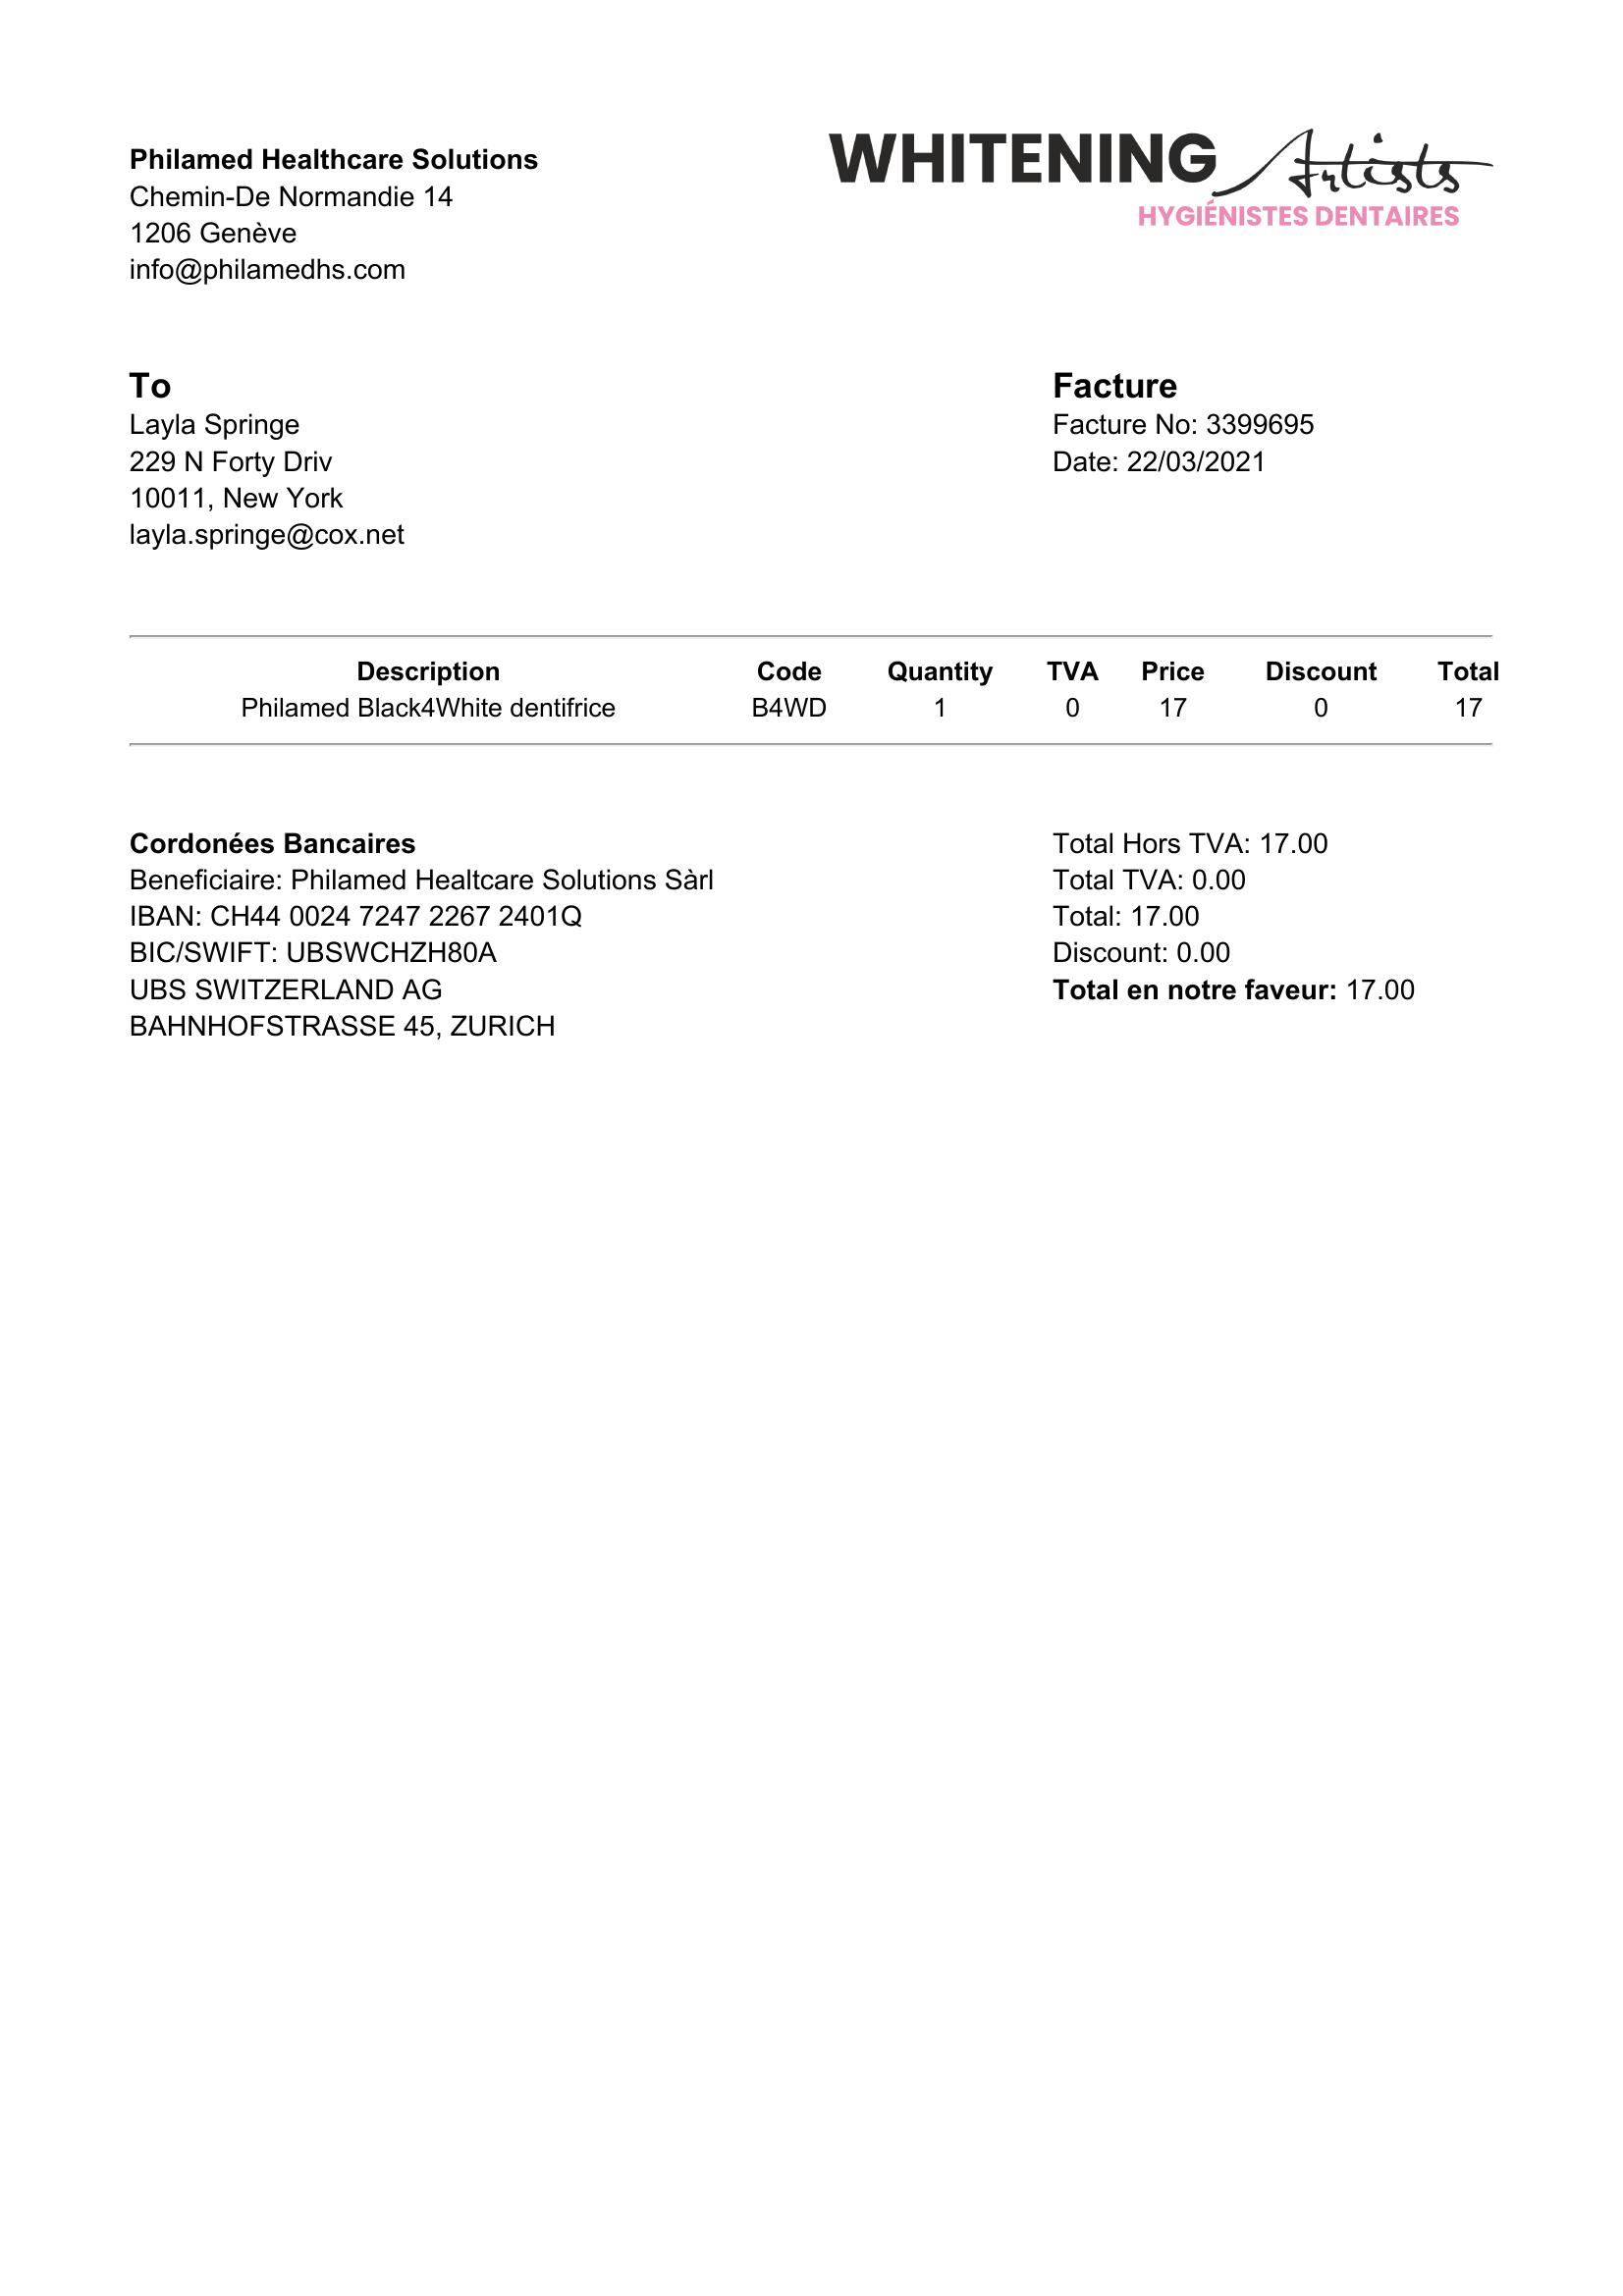 Philamed Healthcare Solutions
Chemin-De Normandie 14
1206 Genève
info@philamedhs.com
WHITENING Artists
HYGIÉNISTES DENTAIRES
To
Layla Springe
229 N Forty Driv
10011, New York
layla.springe@cox.net
Facture
Facture No: 3399695
Date: 22/03/2021
Description Code Quantity TVA Price Discount Total
Philamed Black4White dentifrice B4WD 1 0 17 0 17
Cordonées Bancaires
Beneficiaire: Philamed Healtcare Solutions Sàrl
IBAN: CH44 0024 7247 2267 2401Q
BIC/SWIFT: UBSWCHZH80A
UBS SWITZERLAND AG
BAHNHOFSTRASSE 45, ZURICH
Total Hors TVA: 17.00
Total TVA: 0.00
Total: 17.00
Discount: 0.00
Total en notre faveur: 17.00